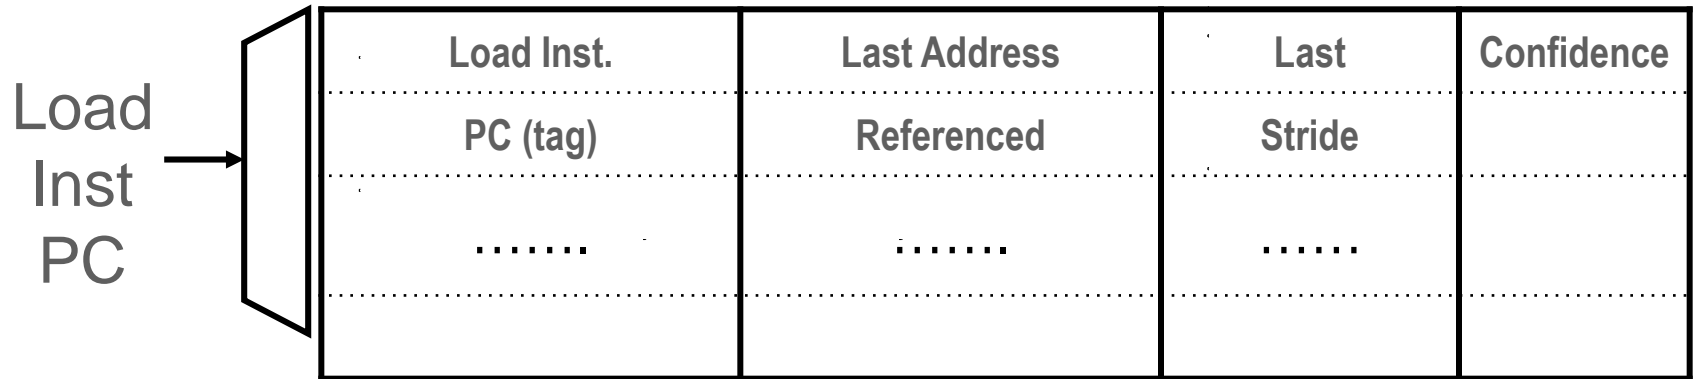 Load
Inst
PC
Load Inst. Last Address Last Confidence
PC (tag) Referenced Stride
....... ....... ......